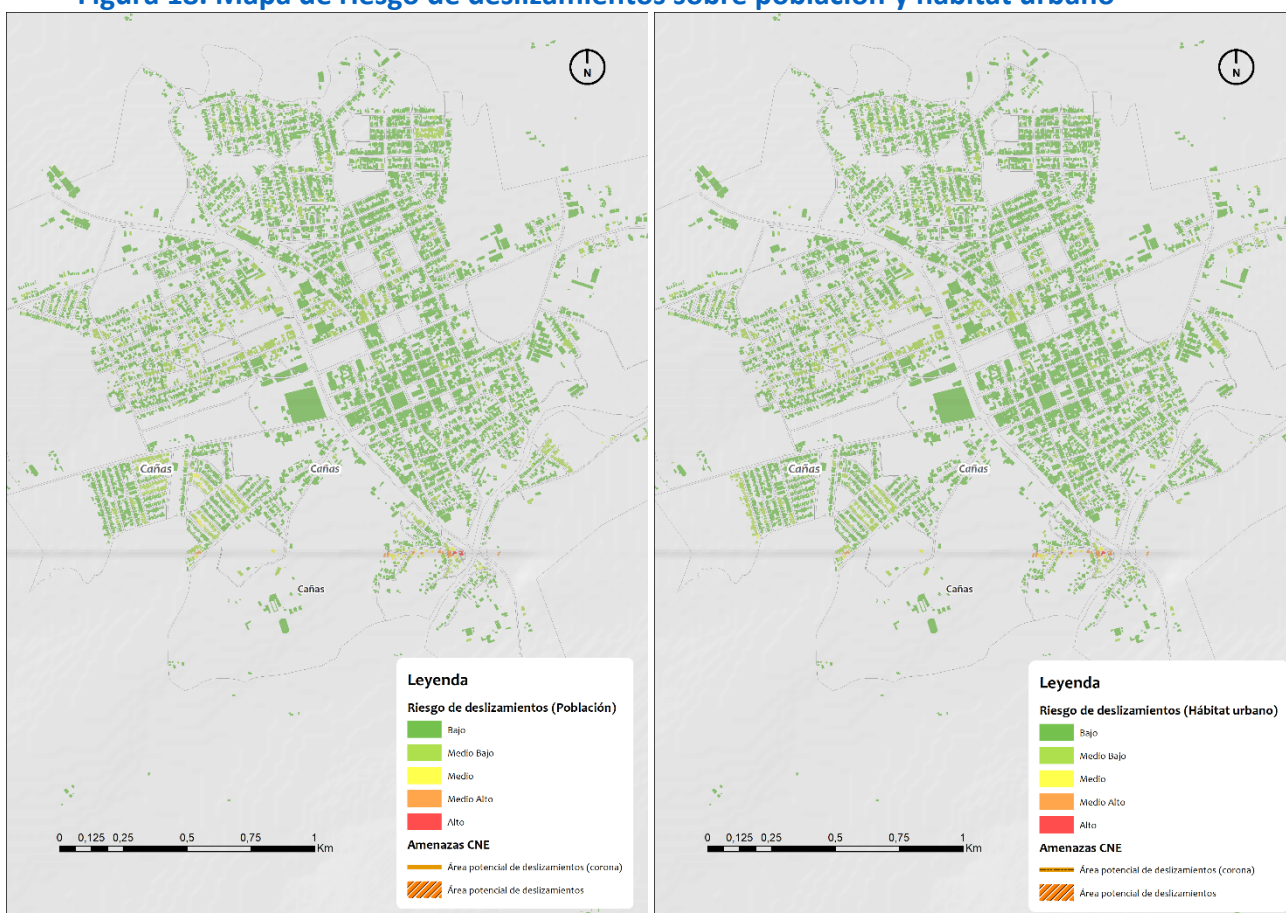 Figura 18. Mapa de riesgo de deslizamientos sobre población y hábitat urbano
N
Cañas
Cañas
Cañas
Leyenda
Riesgo de deslizamientos (Población)
Bajo
Medio Bajo
Medio
Medio Alto
Alto
Amenazas CNE
Área potencial de deslizamientos (corona)
Área potencial de deslizamientos
0 0,125 0,25 0,5 0,75 1
Km
N
Cañas
Cañas
Cañas
Leyenda
Riesgo de deslizamientos (Hábitat urbano)
Bajo
Medio Bajo
Medio
Medio Alto
Alto
Amenazas CNE
Área potencial de deslizamientos (corona)
Área potencial de deslizamientos
0 0,125 0,25 0,5 0,75 1
Km